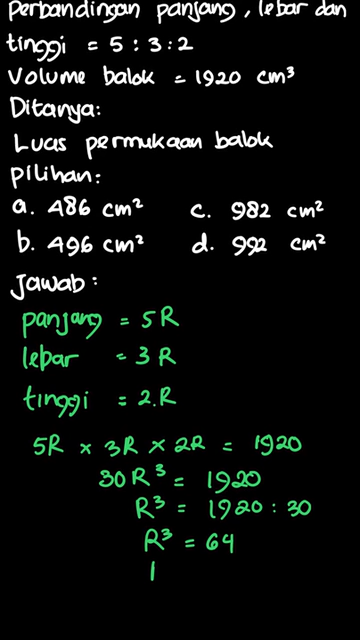 Perbandingan panjang, lebar dan
tinggi = 5 : 3 : 2
Volume balok = 1920 cm³
Ditanya:
Luas permukaan balok
Pilihan:
a. 486 cm² c. 982 cm²
b. 496 cm² d. 992 cm²
Jawab:
panjang = 5R
lebar = 3R
tinggi = 2.R
5R × 3R × 2R = 1920
30R³ = 1920
R³ = 1920 : 30
R³ = 64